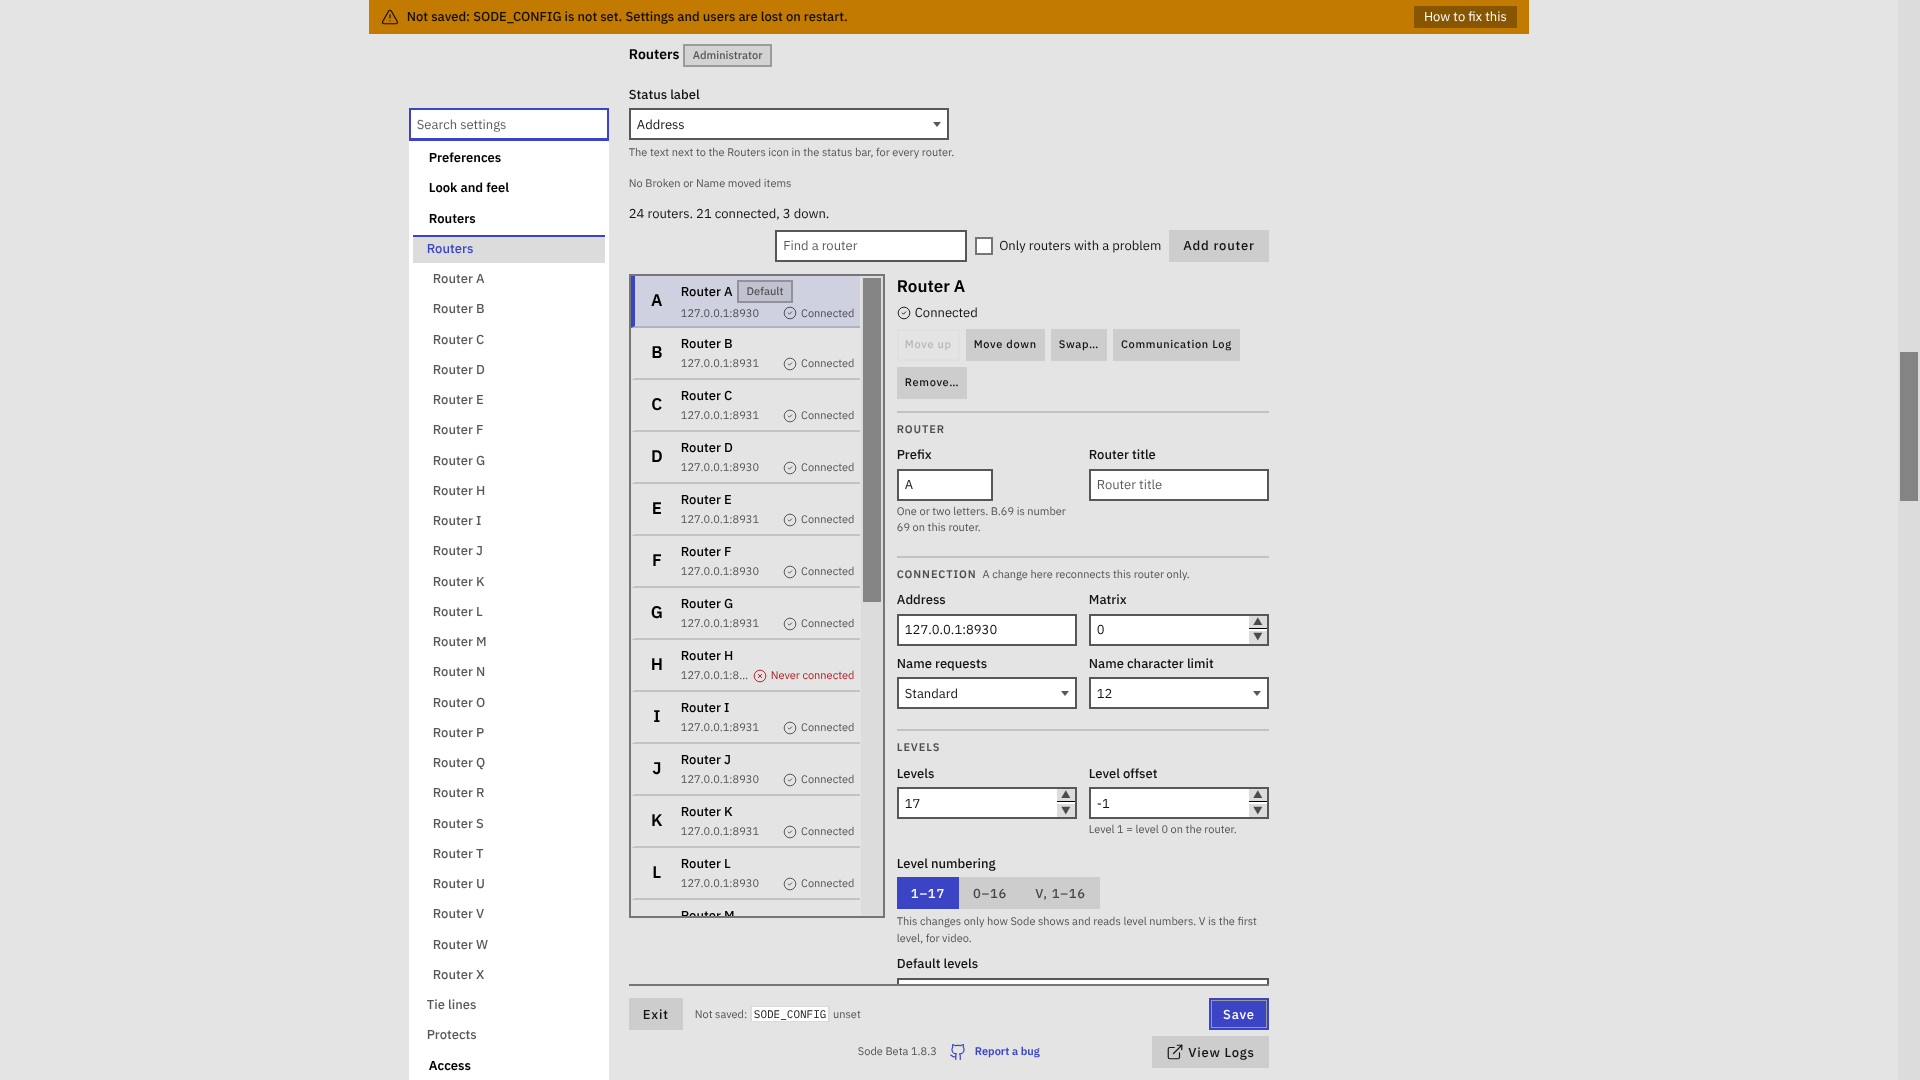 Not saved: SODE_CONFIG is not set. Settings and users are lost on restart.
How to fix this
Routers
Administrator
Search settings
Preferences
Look and feel
Routers
Routers
Router A
Router B
Router C
Router D
Router E
Router F
Router G
Router H
Router I
Router J
Router K
Router L
Router M
Router N
Router O
Router P
Router Q
Router R
Router S
Router T
Router U
Router V
Router W
Router X
Tie lines
Protects
Access
Status label
Address
The text next to the Routers icon in the status bar, for every router.
No Broken or Name moved items
24 routers. 21 connected, 3 down.
Find a router
Only routers with a problem
Add router
A
Router A Default
127.0.0.1:8930 Connected
B
Router B
127.0.0.1:8931 Connected
C
Router C
127.0.0.1:8931 Connected
D
Router D
127.0.0.1:8930 Connected
E
Router E
127.0.0.1:8931 Connected
F
Router F
127.0.0.1:8930 Connected
G
Router G
127.0.0.1:8931 Connected
H
Router H
127.0.0.1:8... Never connected
I
Router I
127.0.0.1:8931 Connected
J
Router J
127.0.0.1:8930 Connected
K
Router K
127.0.0.1:8931 Connected
L
Router L
127.0.0.1:8930 Connected
Router M
Router A
Connected
Move up
Move down
Swap...
Communication Log
Remove...
ROUTER
Prefix
A
One or two letters. B.69 is number
69 on this router.
Router title
Router title
CONNECTION A change here reconnects this router only.
Address
127.0.0.1:8930
Matrix
0
Name requests
Standard
Name character limit
12
LEVELS
Levels
17
Level offset
-1
Level 1 = level 0 on the router.
Level numbering
1–17
0–16
V, 1–16
This changes only how Sode shows and reads level numbers. V is the first
level, for video.
Default levels
Exit
Not saved: SODE_CONFIG unset
Save
Sode Beta 1.8.3
Report a bug
View Logs